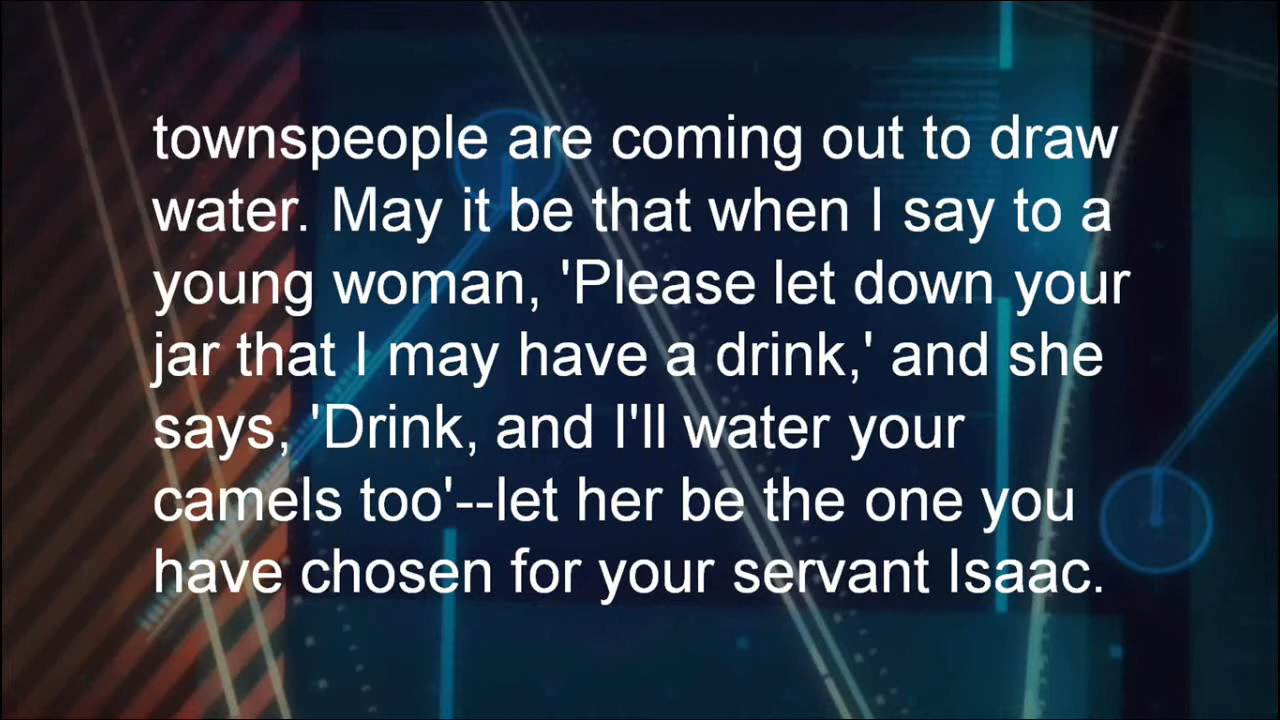 townspeople are coming out to draw
water. May it be that when I say to a
young woman, 'Please let down your
jar that I may have a drink,' and she
says, 'Drink, and I'll water your
camels too'--let her be the one you
have chosen for your servant Isaac.